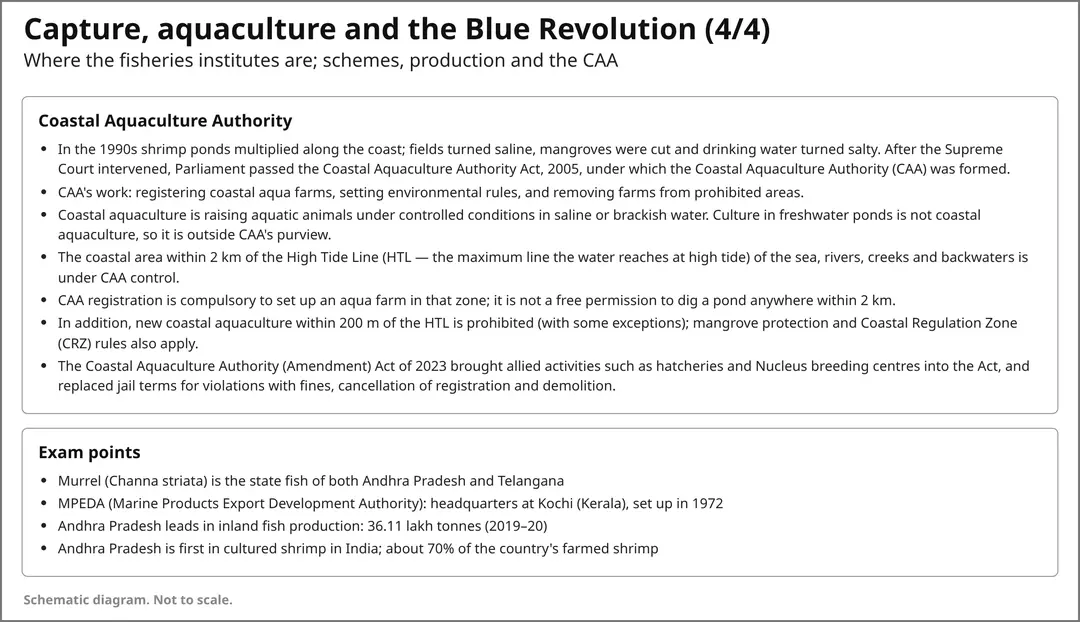 Capture, aquaculture and the Blue Revolution (4/4)
Where the fisheries institutes are; schemes, production and the CAA
Coastal Aquaculture Authority
• In the 1990s shrimp ponds multiplied along the coast; fields turned saline, mangroves were cut and drinking water turned salty. After the Supreme
Court intervened, Parliament passed the Coastal Aquaculture Authority Act, 2005, under which the Coastal Aquaculture Authority (CAA) was formed.
• CAA's work: registering coastal aqua farms, setting environmental rules, and removing farms from prohibited areas.
• Coastal aquaculture is raising aquatic animals under controlled conditions in saline or brackish water. Culture in freshwater ponds is not coastal
aquaculture, so it is outside CAA's purview.
• The coastal area within 2 km of the High Tide Line (HTL — the maximum line the water reaches at high tide) of the sea, rivers, creeks and backwaters is
under CAA control.
• CAA registration is compulsory to set up an aqua farm in that zone; it is not a free permission to dig a pond anywhere within 2 km.
• In addition, new coastal aquaculture within 200 m of the HTL is prohibited (with some exceptions); mangrove protection and Coastal Regulation Zone
(CRZ) rules also apply.
• The Coastal Aquaculture Authority (Amendment) Act of 2023 brought allied activities such as hatcheries and Nucleus breeding centres into the Act, and
replaced jail terms for violations with fines, cancellation of registration and demolition.
Exam points
• Murrel (Channa striata) is the state fish of both Andhra Pradesh and Telangana
• MPEDA (Marine Products Export Development Authority): headquarters at Kochi (Kerala), set up in 1972
• Andhra Pradesh leads in inland fish production: 36.11 lakh tonnes (2019–20)
• Andhra Pradesh is first in cultured shrimp in India; about 70% of the country's farmed shrimp
Schematic diagram. Not to scale.